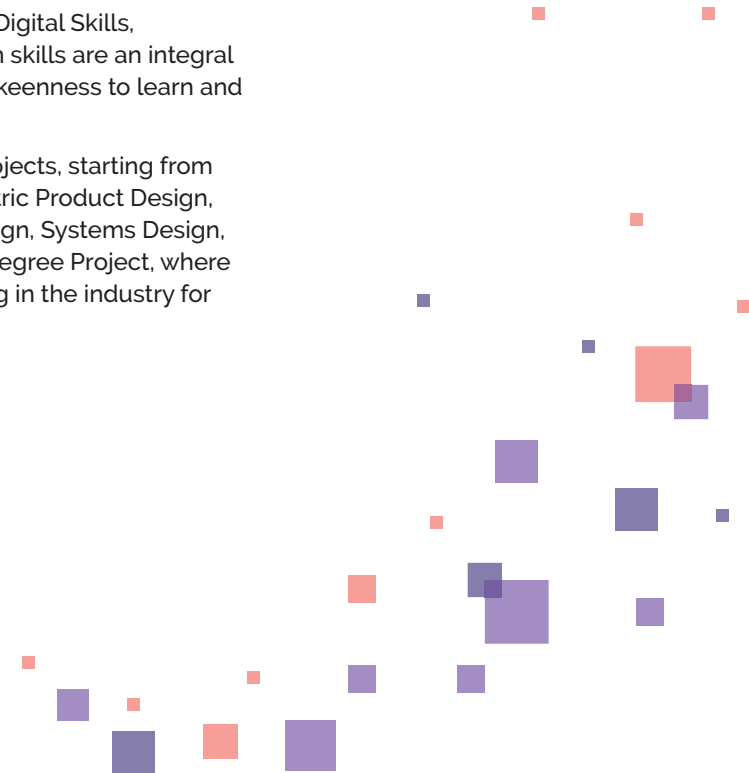 Digital Skills,
skills are an integral
keenness to learn and
ojects, starting from
tric Product Design,
gn, Systems Design,
egree Project, where
g in the industry for